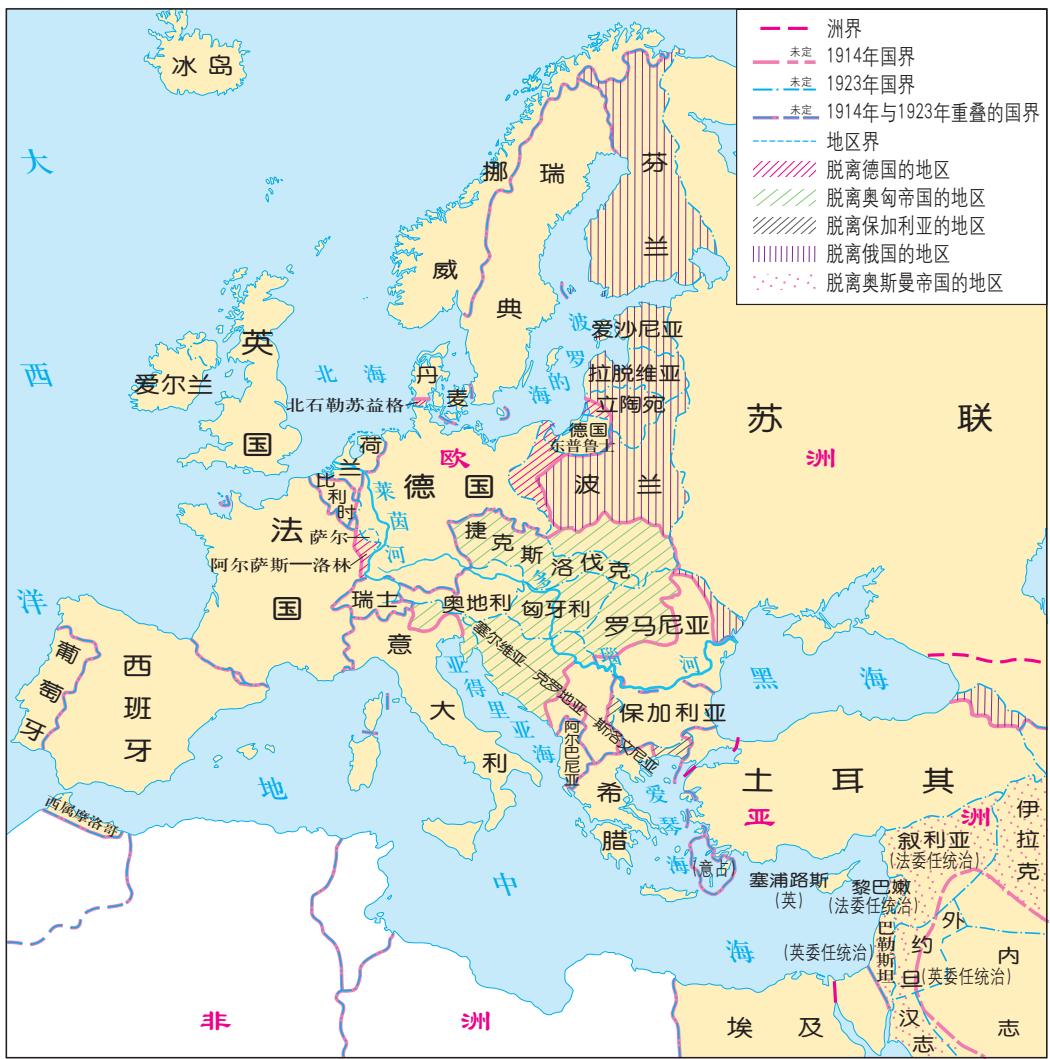 洲界
未定 1914年国界
未定 1923年国界
未定 1914年与1923年重叠的国界
地区界
脱离德国的地区
脱离奥匈帝国的地区
脱离保加利亚的地区
脱离俄国的地区
脱离奥斯曼帝国的地区
冰岛
大西洋
挪威
瑞典
芬兰
波罗的海
爱沙尼亚
拉脱维亚
立陶宛
德国
东普鲁士
英国
爱尔兰
北海
丹麦
北石勒苏益格
苏联
欧洲
荷兰
比利时
德国
莱茵河
波兰
法国
萨尔
阿尔萨斯—洛林
捷克斯洛伐克
瑞士
奥地利
匈牙利
多瑙河
罗马尼亚
意大利
塞尔维亚—克罗地亚—斯洛文尼亚
亚得里亚海
保加利亚
黑海
阿尔巴尼亚
希腊
爱琴海
(意占)
葡萄牙
西班牙
地中海
西属摩洛哥
土耳其
亚洲
塞浦路斯
(英)
叙利亚
(法委任统治)
伊拉克
黎巴嫩
(法委任统治)
巴勒斯坦
(英委任统治)
外约旦
(英委任统治)
内志
汉志
埃及
非洲